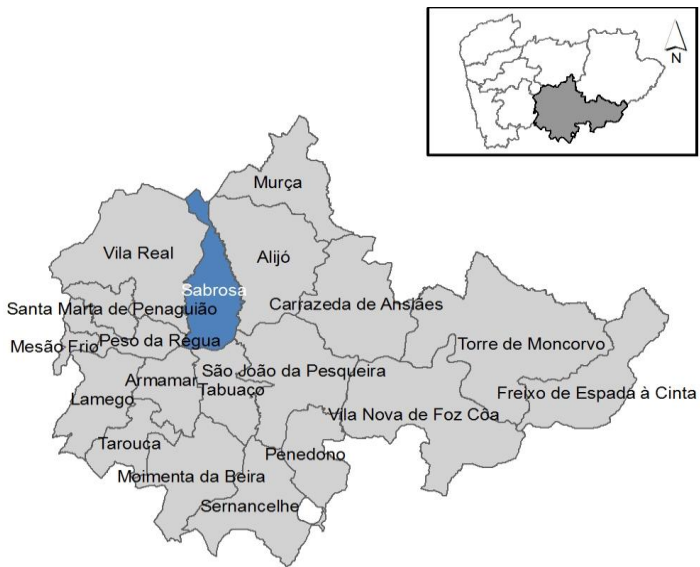 N
Murça
Vila Real
Alijó
Sabrosa
Santa Marta de Penaguião
Carrazeda de Ansiães
Mesão Frio
Peso da Régua
Torre de Moncorvo
São João da Pesqueira
Armamar
Tabuaço
Freixo de Espada à Cinta
Lamego
Vila Nova de Foz Côa
Tarouca
Penedono
Moimenta da Beira
Sernancelhe